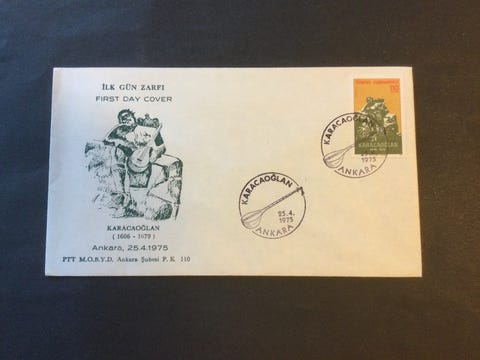 İLK GÜN ZARFI
FIRST DAY COVER
KARACAOĞLAN
(1606 - 1679)
Ankara, 25.4.1975
PTT M.O.B.Y.D. Ankara Şubesi P. K 110
KARACAOĞLAN
25.4.
1975
ANKARA
KARACAOĞLAN
1975
ANKARA
TÜRKİYE CUMHURİYETİ
90
KARACAOĞLAN